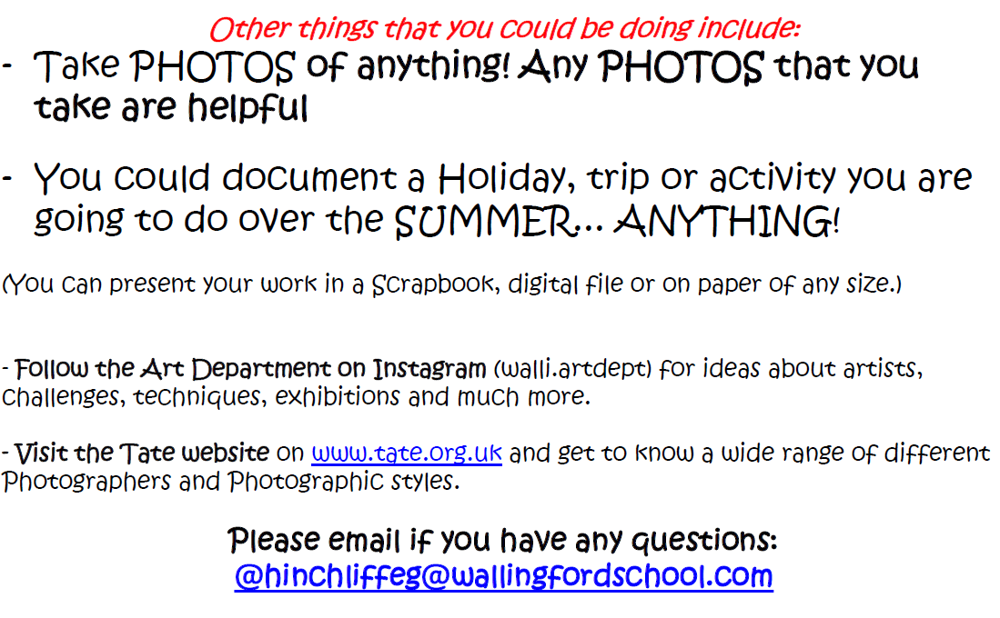 Other things that you could be doing include:
- Take PHOTOS of anything! Any PHOTOS that you
take are helpful
- You could document a Holiday, trip or activity you are
going to do over the SUMMER... ANYTHING!
(You can present your work in a Scrapbook, digital file or on paper of any size.)
- Follow the Art Department on Instagram (walli.artdept) for ideas about artists,
challenges, techniques, exhibitions and much more.
- Visit the Tate website on www.tate.org.uk and get to know a wide range of different
Photographers and Photographic styles.
Please email if you have any questions:
@hinchliffeg@wallingfordschool.com